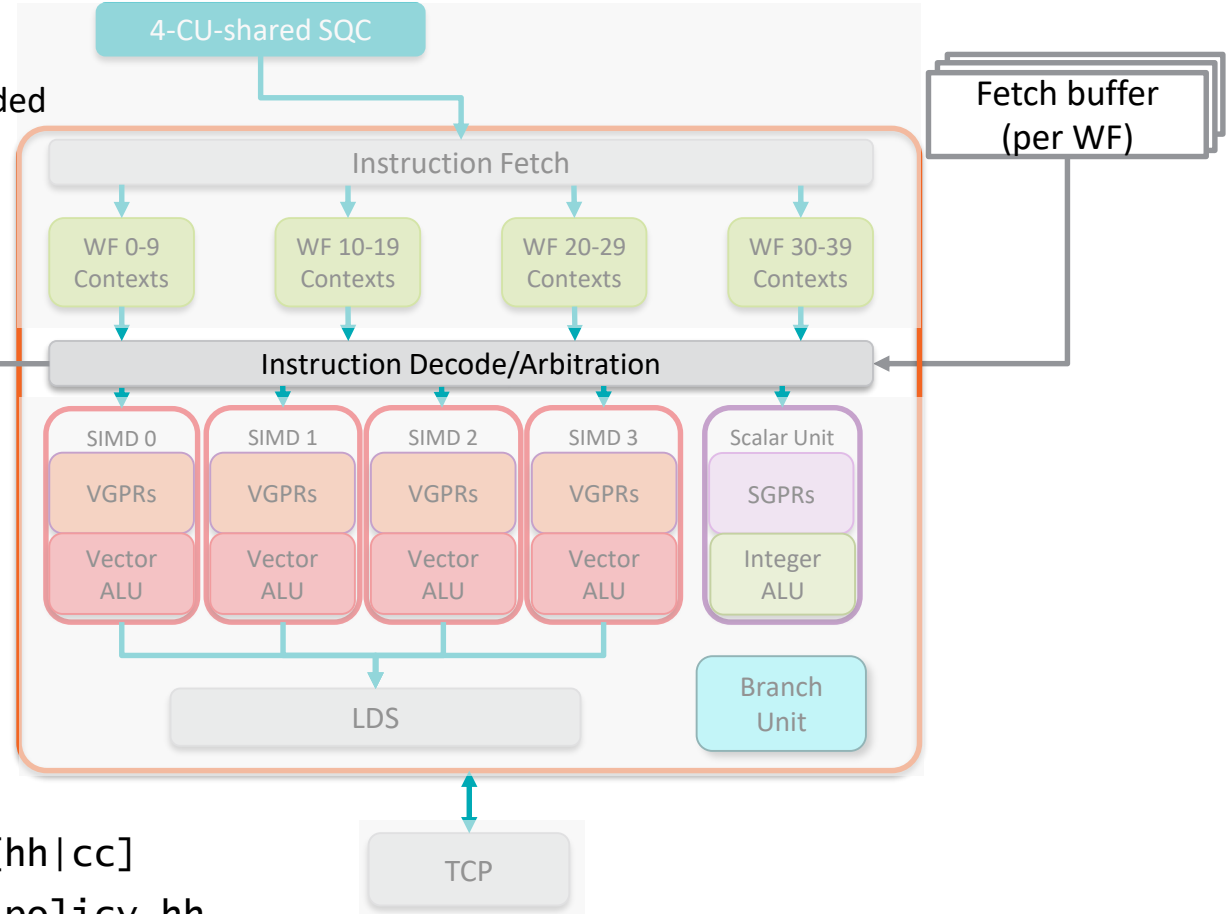 4-CU-shared SQC
Fetch buffer
(per WF)
Instruction Fetch
WF 0-9
Contexts
WF 10-19
Contexts
WF 20-29
Contexts
WF 30-39
Contexts
Instruction Decode/Arbitration
SIMD 0
VGPRs
Vector
ALU
SIMD 1
VGPRs
Vector
ALU
SIMD 2
VGPRs
Vector
ALU
SIMD 3
VGPRs
Vector
ALU
Scalar Unit
SGPRs
Integer
ALU
LDS
Branch
Unit
hh|cc]
policy.hh
TCP